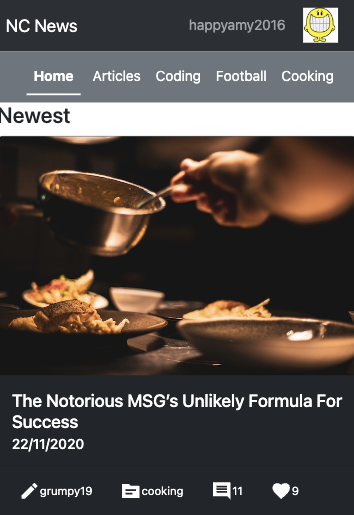 NC News
happyamy2016
Home Articles Coding Football Cooking
Newest
The Notorious MSG's Unlikely Formula For
Success
22/11/2020
grumpy19 cooking 11 9